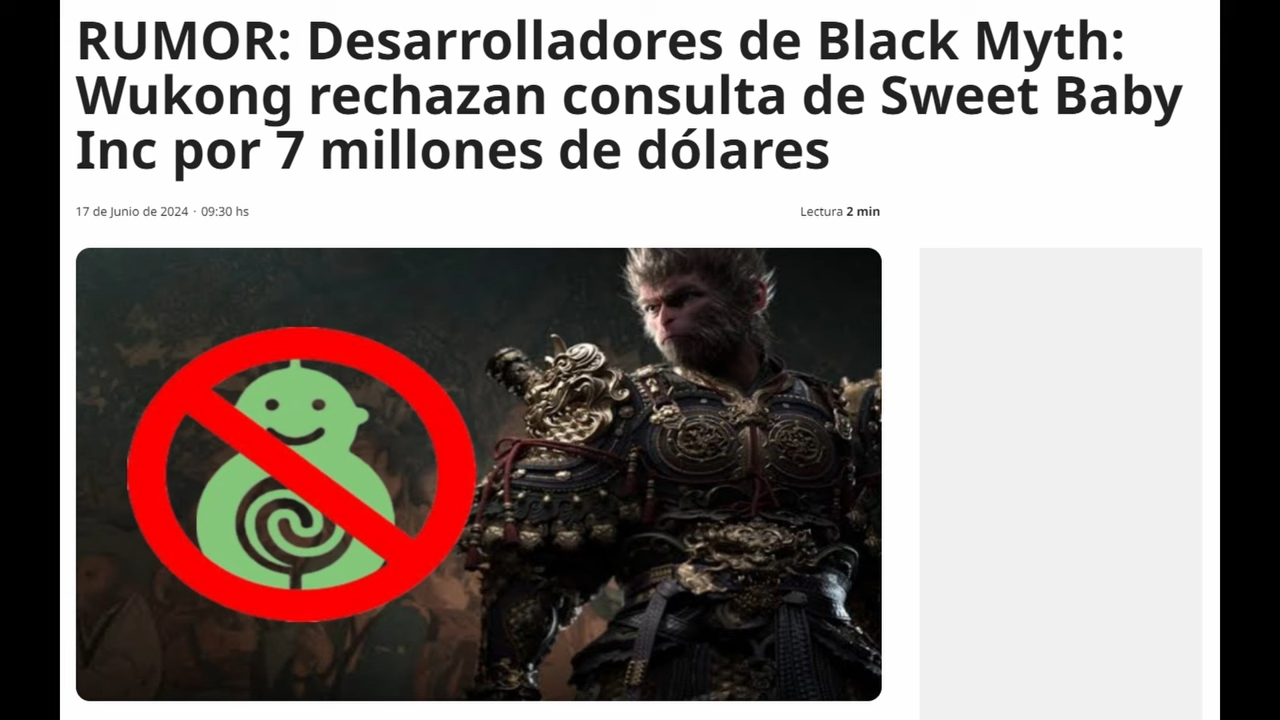 RUMOR: Desarrolladores de Black Myth:
Wukong rechazan consulta de Sweet Baby
Inc por 7 millones de dólares
17 de Junio de 2024 · 09:30 hs
Lectura 2 min